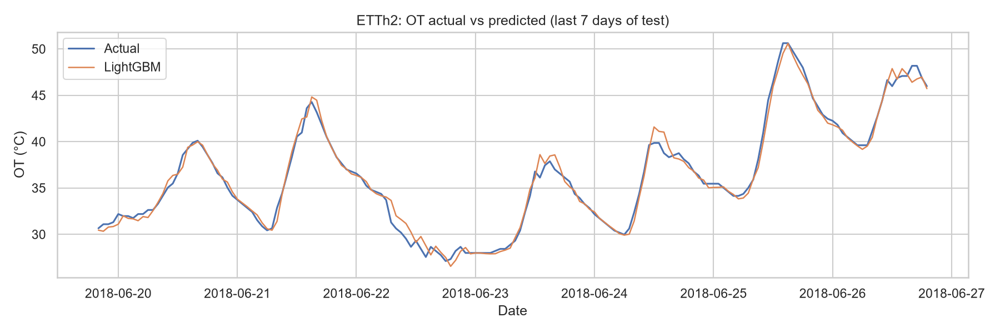 ETTh2: OT actual vs predicted (last 7 days of test)
Actual
LightGBM
OT (°C)
50
45
40
35
30
2018-06-20 2018-06-21 2018-06-22 2018-06-23 2018-06-24 2018-06-25 2018-06-26 2018-06-27
Date